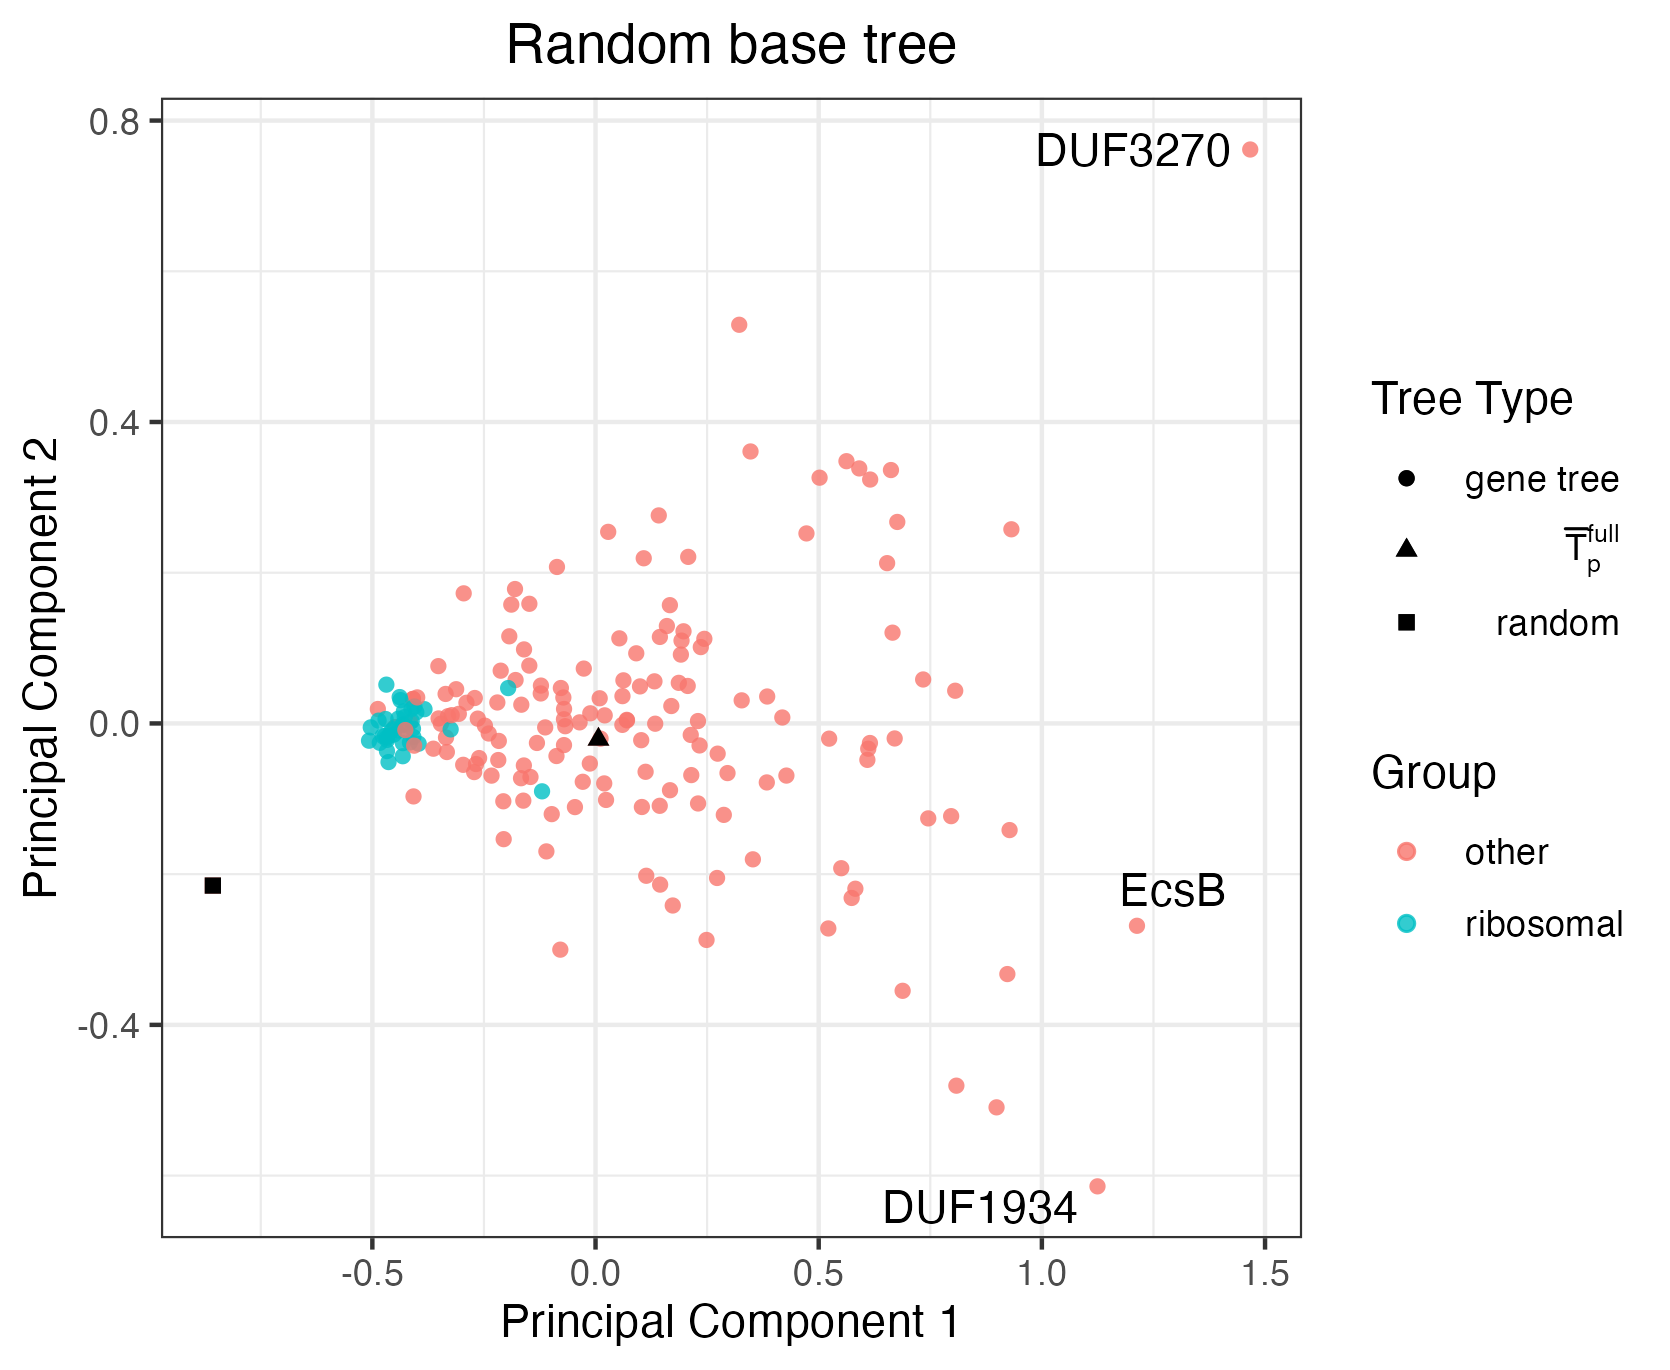 Random base tree
0.8
0.4
0.0
-0.4
Principal Component 2
DUF3270
EcsB
DUF1934
-0.5 0.0 0.5 1.0 1.5
Principal Component 1
Tree Type
gene tree
T̅ₚᶠᵘˡˡ
random
Group
other
ribosomal